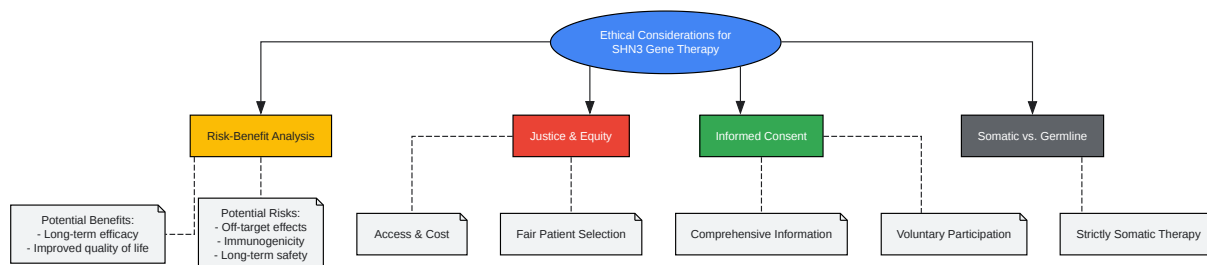 Ethical Considerations for
SHN3 Gene Therapy
Risk-Benefit Analysis
Justice & Equity
Informed Consent
Somatic vs. Germline
Potential Benefits:
- Long-term efficacy
- Improved quality of life
Potential Risks:
- Off-target effects
- Immunogenicity
- Long-term safety
Access & Cost
Fair Patient Selection
Comprehensive Information
Voluntary Participation
Strictly Somatic Therapy